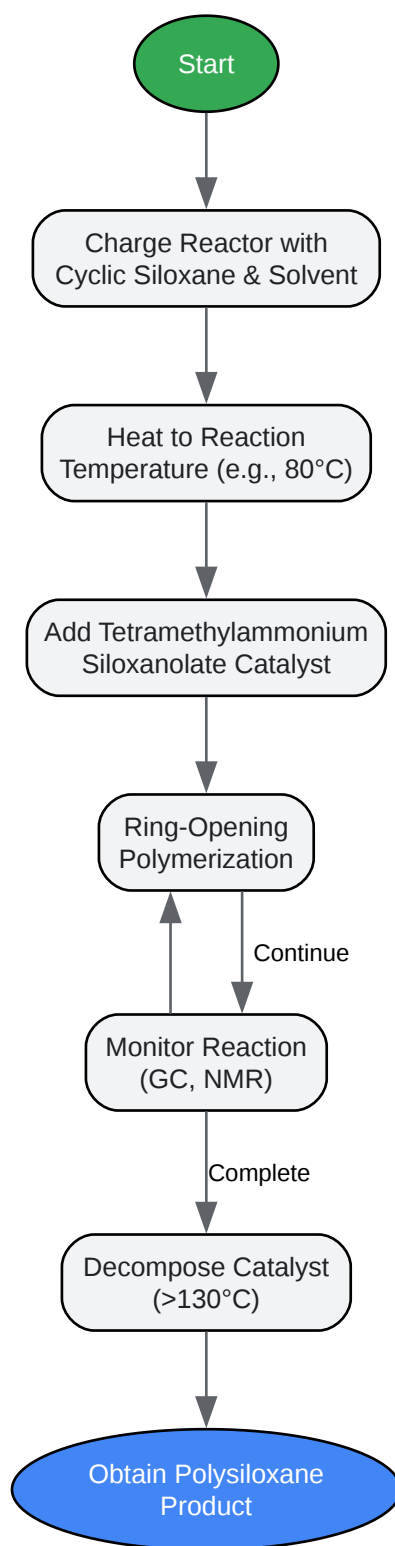 Start
Charge Reactor with
Cyclic Siloxane & Solvent
Heat to Reaction
Temperature (e.g., 80°C)
Add Tetramethylammonium
Siloxanolate Catalyst
Ring-Opening
Polymerization
Continue
Monitor Reaction
(GC, NMR)
Complete
Decompose Catalyst
(>130°C)
Obtain Polysiloxane
Product